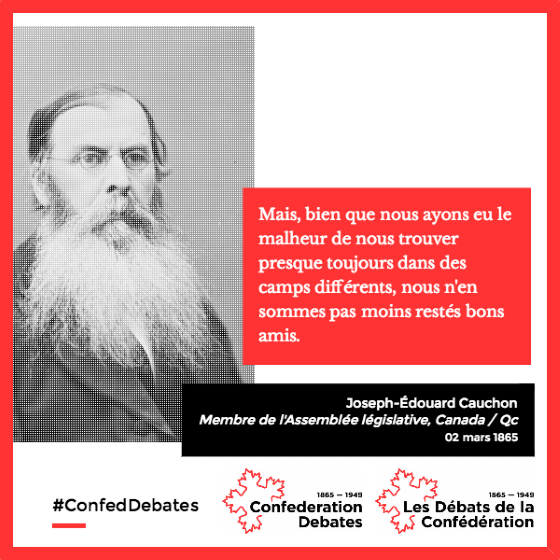 Mais, bien que nous ayons eu le
malheur de nous trouver
presque toujours dans des
camps différents, nous n'en
sommes pas moins restés bons
amis.
Joseph-Édouard Cauchon
Membre de l'Assemblée législative, Canada / Qc
02 mars 1865
#ConfedDebates
1865 — 1949
Confederation
Debates
1865 — 1949
Les Débats de la
Confédération